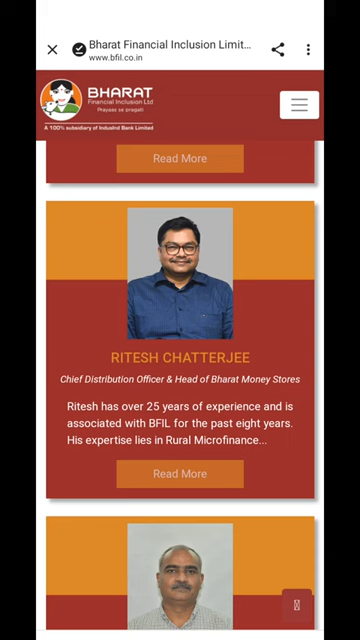 Bharat Financial Inclusion Limit...
www.bfil.co.in
BHARAT
Financial Inclusion Ltd
Prayaas se pragati
A 100% subsidiary of IndusInd Bank Limited
Read More
RITESH CHATTERJEE
Chief Distribution Officer & Head of Bharat Money Stores
Ritesh has over 25 years of experience and is
associated with BFIL for the past eight years.
His expertise lies in Rural Microfinance...
Read More